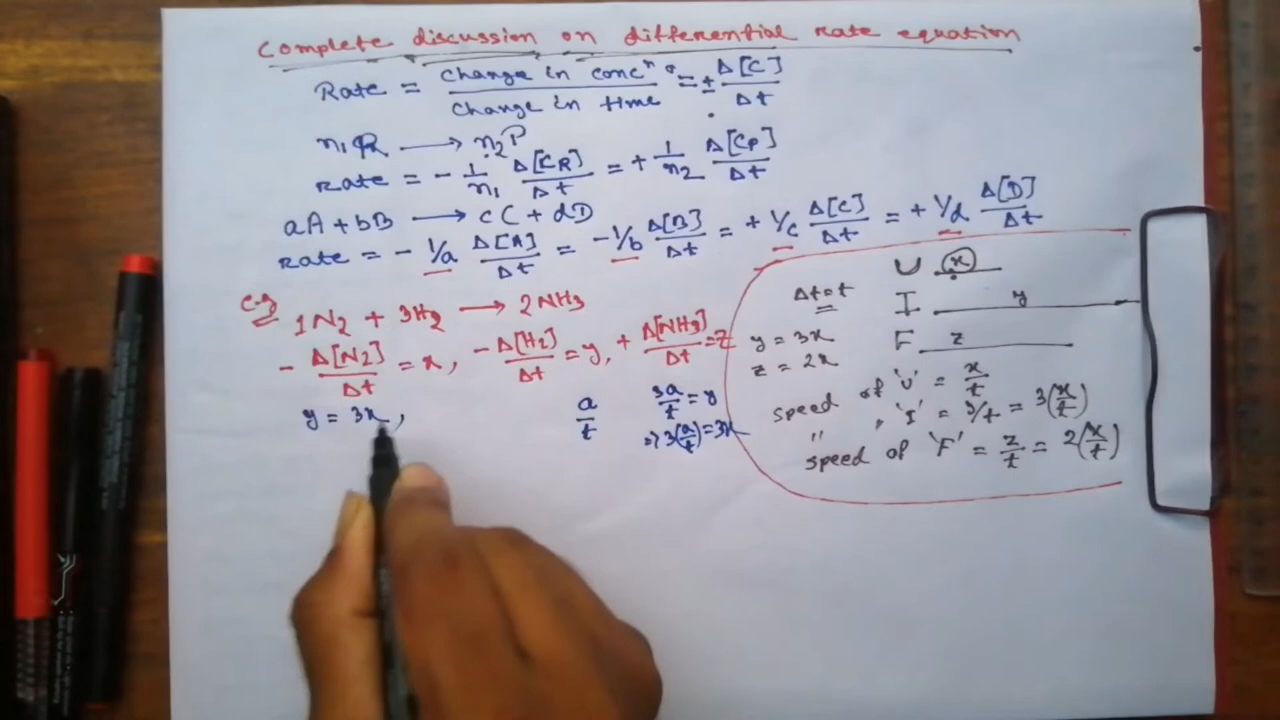 Complete discussion on differential rate equation
Rate = Change in concⁿ / Change in time = ± Δ[C] / Δt
n₁R ⟶ n₂P
rate = - 1/n₁ Δ[CR]/Δt = + 1/n₂ Δ[CP]/Δt
aA + bB ⟶ cC + dD
rate = - 1/a Δ[A]/Δt = - 1/b Δ[B]/Δt = + 1/c Δ[C]/Δt = + 1/d Δ[D]/Δt
e.g
1N₂ + 3H₂ ⟶ 2NH₃
- Δ[N₂]/Δt = x, - Δ[H₂]/Δt = y, + Δ[NH₃]/Δt = z
y = 3x,
a/t
3a/t = y
⇒ 3(a/t) = 3x
Δt = t
U x
I y
F z
y = 3x
z = 2x
speed of 'U' = x/t
" " 'I' = 3/t = 3(x/t)
speed of 'F' = z/t = 2(x/t)